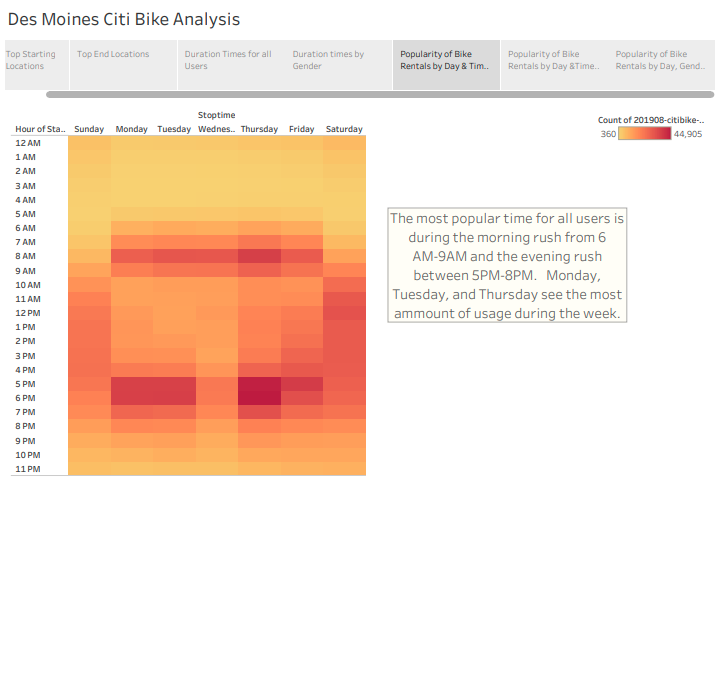 Des Moines Citi Bike Analysis
Top Starting
Locations
Top End Locations
Duration Times for all
Users
Duration times by
Gender
Popularity of Bike
Rentals by Day & Tim..
Popularity of Bike
Rentals by Day &Time..
Popularity of Bike
Rentals by Day, Gend..
Stoptime
Hour of Sta.. Sunday Monday Tuesday Wednes.. Thursday Friday Saturday
12 AM
1 AM
2 AM
3 AM
4 AM
5 AM
6 AM
7 AM
8 AM
9 AM
10 AM
11 AM
12 PM
1 PM
2 PM
3 PM
4 PM
5 PM
6 PM
7 PM
8 PM
9 PM
10 PM
11 PM
Count of 201908-citibike-..
360 44,905
The most popular time for all users is
during the morning rush from 6
AM-9AM and the evening rush
between 5PM-8PM. Monday,
Tuesday, and Thursday see the most
ammount of usage during the week.